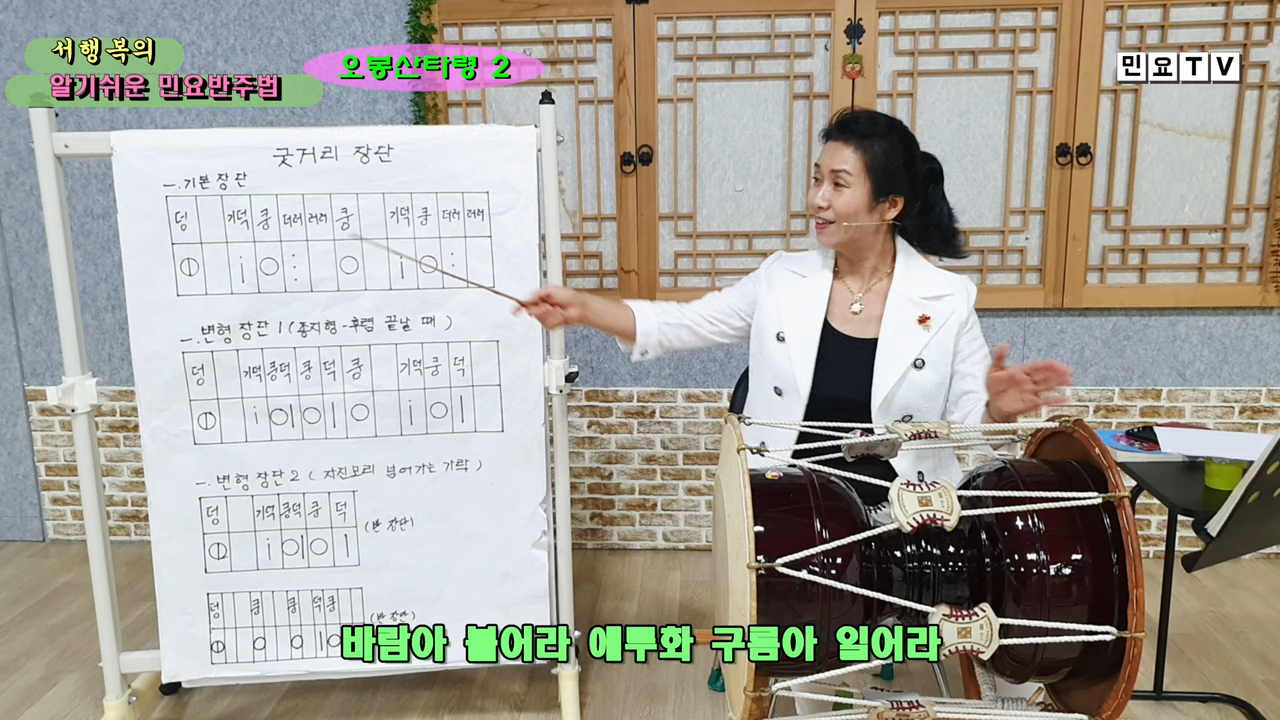 서행복의
알기쉬운 민요반주법
오봉산타령 2
민요TV
굿거리 장단
一.기본장단
덩 기덕 쿵 더러 러러 쿵 기덕 쿵 더러 러러
一.변형장단 1 (종지형-후렴 끝날 때)
덩 기덕 쿵덕 쿵 덕 쿵 기덕 쿵 덕
一.변형장단 2 (자진모리 넘어가는 가락)
덩 기덕 쿵덕 쿵 덕
(반 장단)
덩 쿵 쿵 덕 쿵
(반 장단)
바람아 불어라 에루화 구름아 일어라